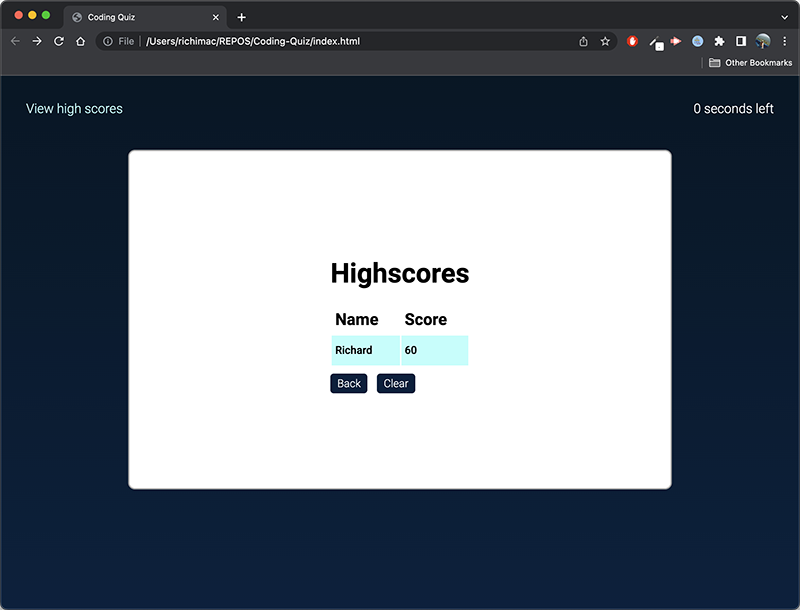 Coding Quiz
File | /Users/richimac/REPOS/Coding-Quiz/index.html
Other Bookmarks
View high scores
0 seconds left
Highscores
Name Score
Richard 60
Back Clear